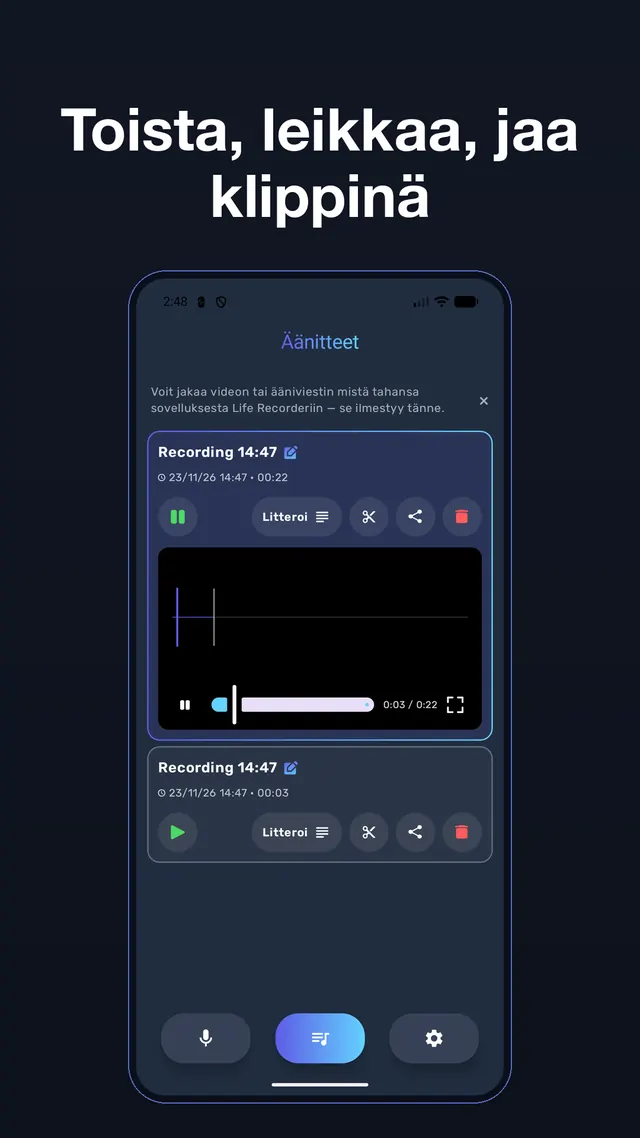 Toista, leikkaa, jaa
klippinä
2:48
Äänitteet
Voit jakaa videon tai ääniviestin mistä tahansa
sovelluksesta Life Recorderiin — se ilmestyy tänne.
Recording 14:47
23/11/26 14:47 • 00:22
Litteroi
0:03 / 0:22
Recording 14:47
23/11/26 14:47 • 00:03
Litteroi